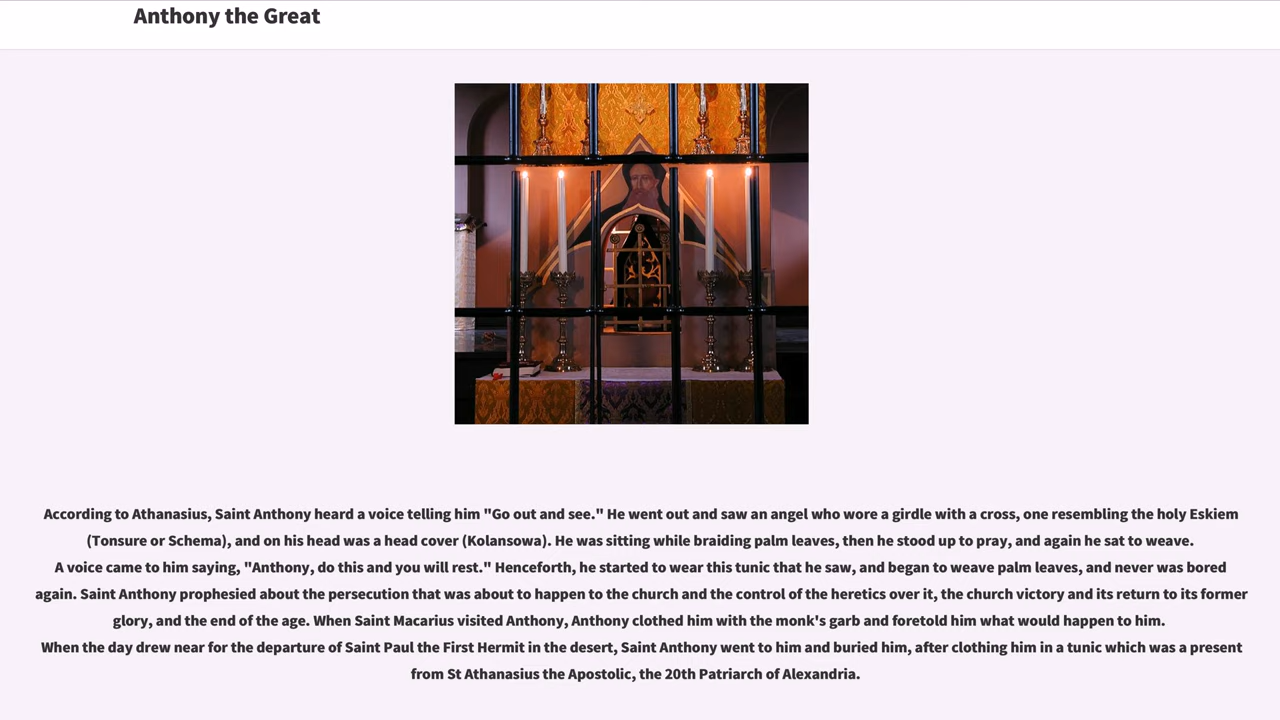 Anthony the Great
According to Athanasius, Saint Anthony heard a voice telling him "Go out and see." He went out and saw an angel who wore a girdle with a cross, one resembling the holy Eskiem
(Tonsure or Schema), and on his head was a head cover (Kolansowa). He was sitting while braiding palm leaves, then he stood up to pray, and again he sat to weave.
A voice came to him saying, "Anthony, do this and you will rest." Henceforth, he started to wear this tunic that he saw, and began to weave palm leaves, and never was bored
again. Saint Anthony prophesied about the persecution that was about to happen to the church and the control of the heretics over it, the church victory and its return to its former
glory, and the end of the age. When Saint Macarius visited Anthony, Anthony clothed him with the monk's garb and foretold him what would happen to him.
When the day drew near for the departure of Saint Paul the First Hermit in the desert, Saint Anthony went to him and buried him, after clothing him in a tunic which was a present
from St Athanasius the Apostolic, the 20th Patriarch of Alexandria.